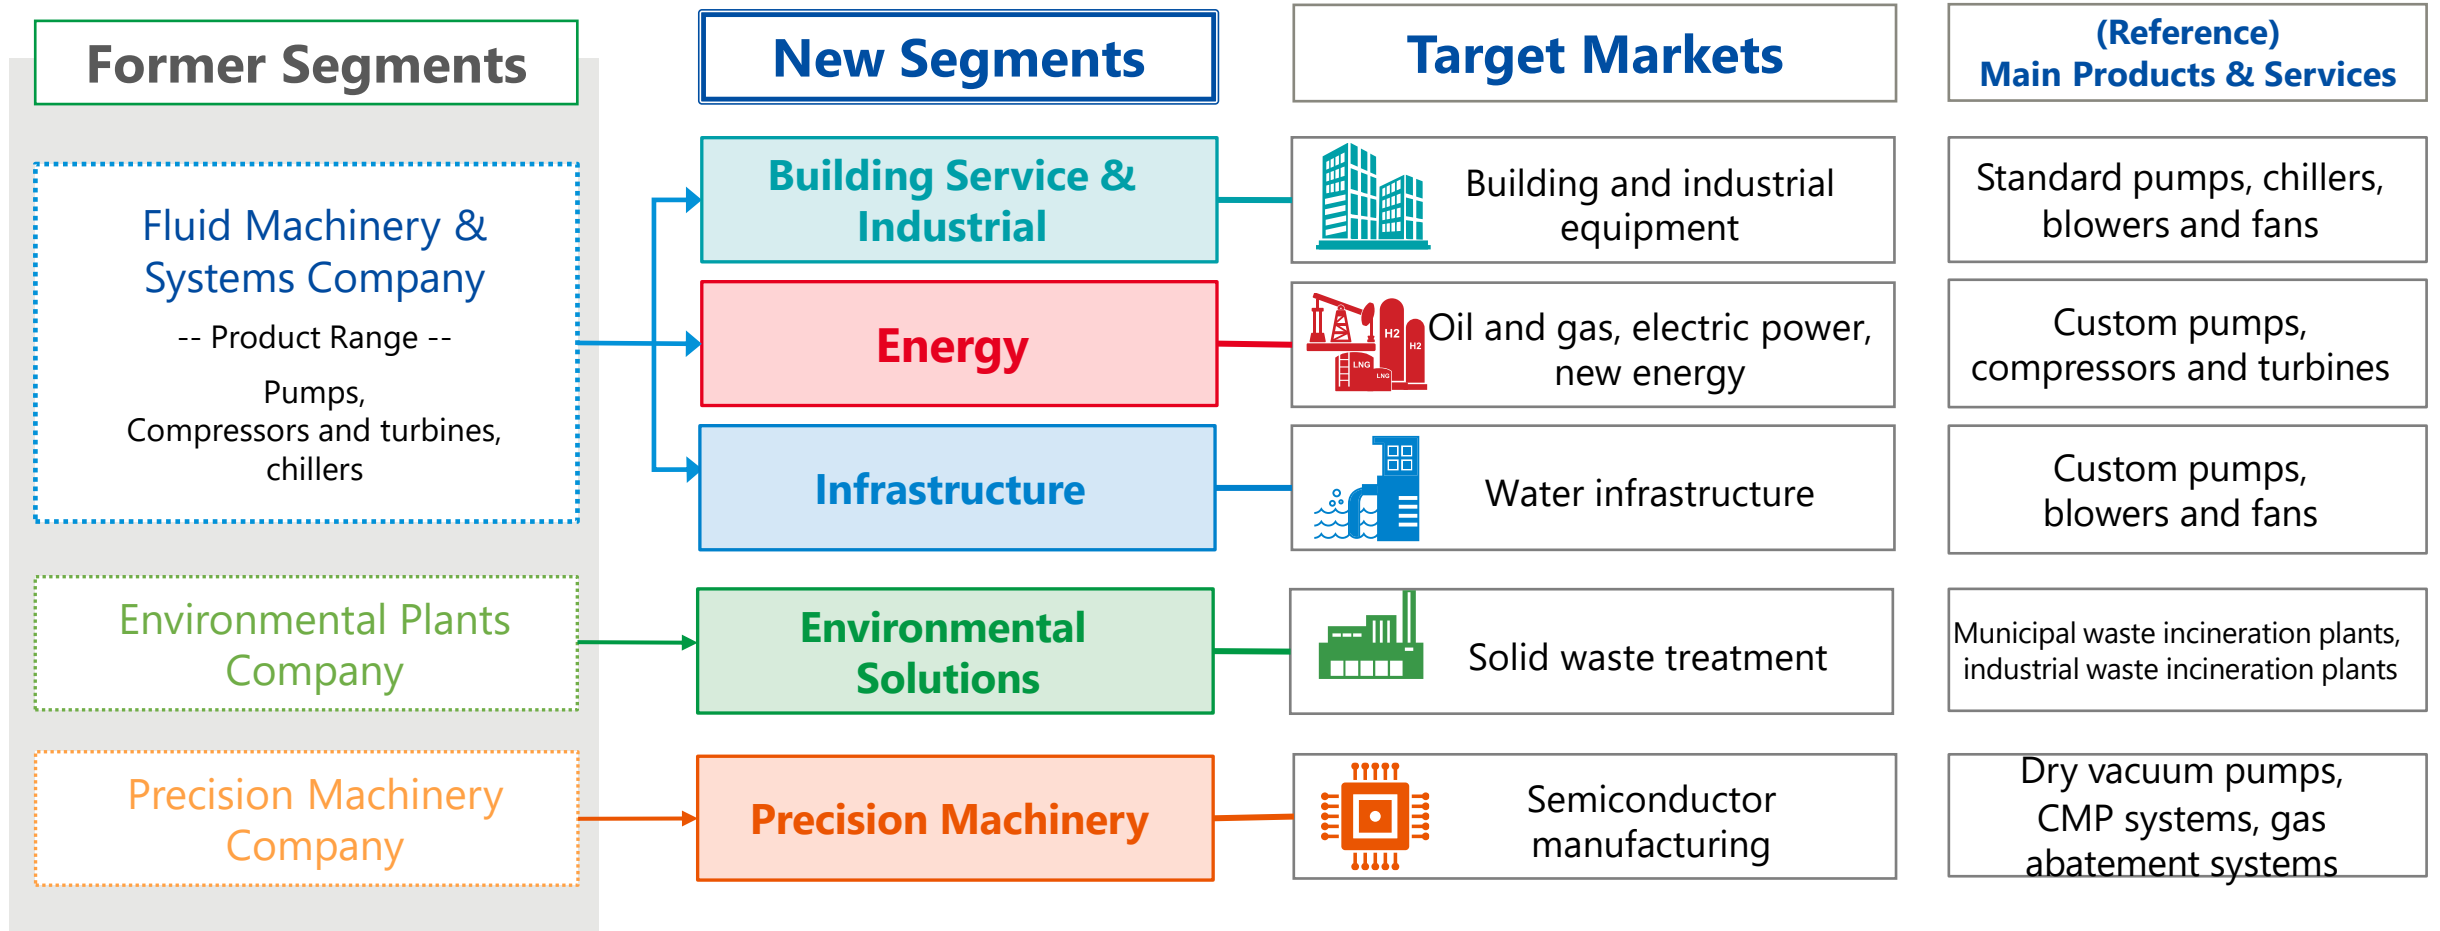 Former Segments
New Segments
Target Markets
(Reference)
Main Products & Services
Fluid Machinery &
Systems Company
-- Product Range --
Pumps,
Compressors and turbines,
chillers
Building Service &
Industrial
Building and industrial
equipment
Standard pumps, chillers,
blowers and fans
Energy
H2
H2
LNG
LNG
Oil and gas, electric power,
new energy
Custom pumps,
compressors and turbines
Infrastructure
Water infrastructure
Custom pumps,
blowers and fans
Environmental Plants
Company
Environmental
Solutions
Solid waste treatment
Municipal waste incineration plants,
industrial waste incineration plants
Precision Machinery
Company
Precision Machinery
Semiconductor
manufacturing
Dry vacuum pumps,
CMP systems, gas
abatement systems